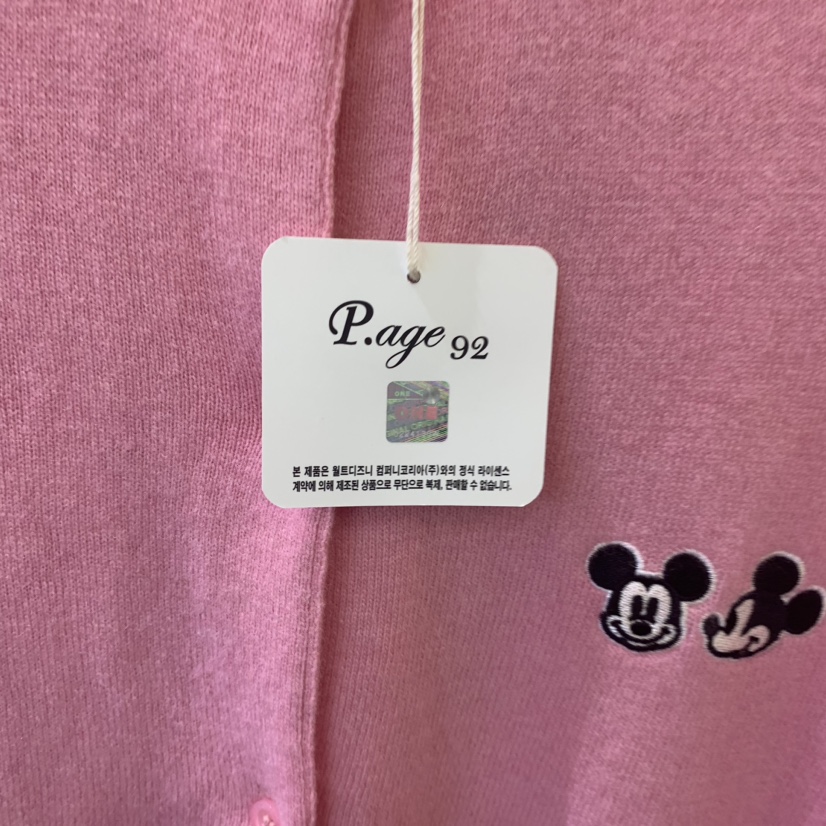 P.age 92
본 제품은 월트디즈니 컴퍼니코리아(주)와의 정식 라이센스
계약에 의해 제조된 상품으로 무단으로 복제, 판매할 수 없습니다.